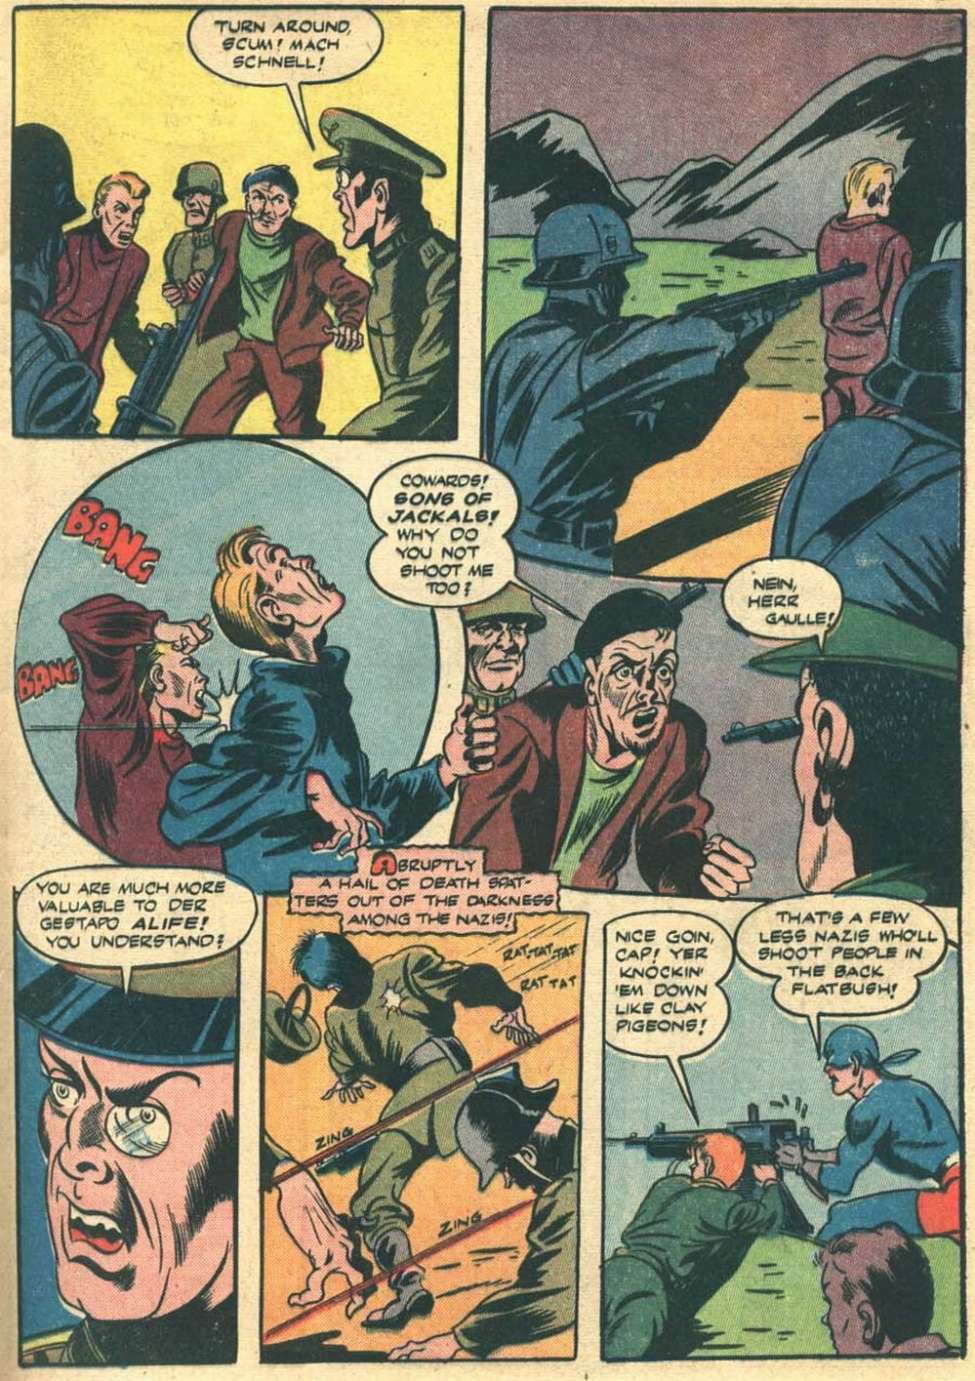 TURN AROUND,
SCUM! MACH
SCHNELL!
BANG
BANG
COWARDS!
SONS OF
JACKALS!
WHY DO
YOU NOT
SHOOT ME
TOO?
NEIN,
HERR
GAULLE!
YOU ARE MUCH MORE
VALUABLE TO DER
GESTAPO ALIFE!
YOU UNDERSTAND?
ABRUPTLY
A HAIL OF DEATH SPAT-
TERS OUT OF THE DARKNESS
AMONG THE NAZIS!
RAT-TAT-TAT
RAT TAT
ZING
ZING
NICE GOIN,
CAP! YER
KNOCKIN'
'EM DOWN
LIKE CLAY
PIGEONS!
THAT'S A FEW
LESS NAZIS WHO'LL
SHOOT PEOPLE IN
THE BACK
FLATBUSH!